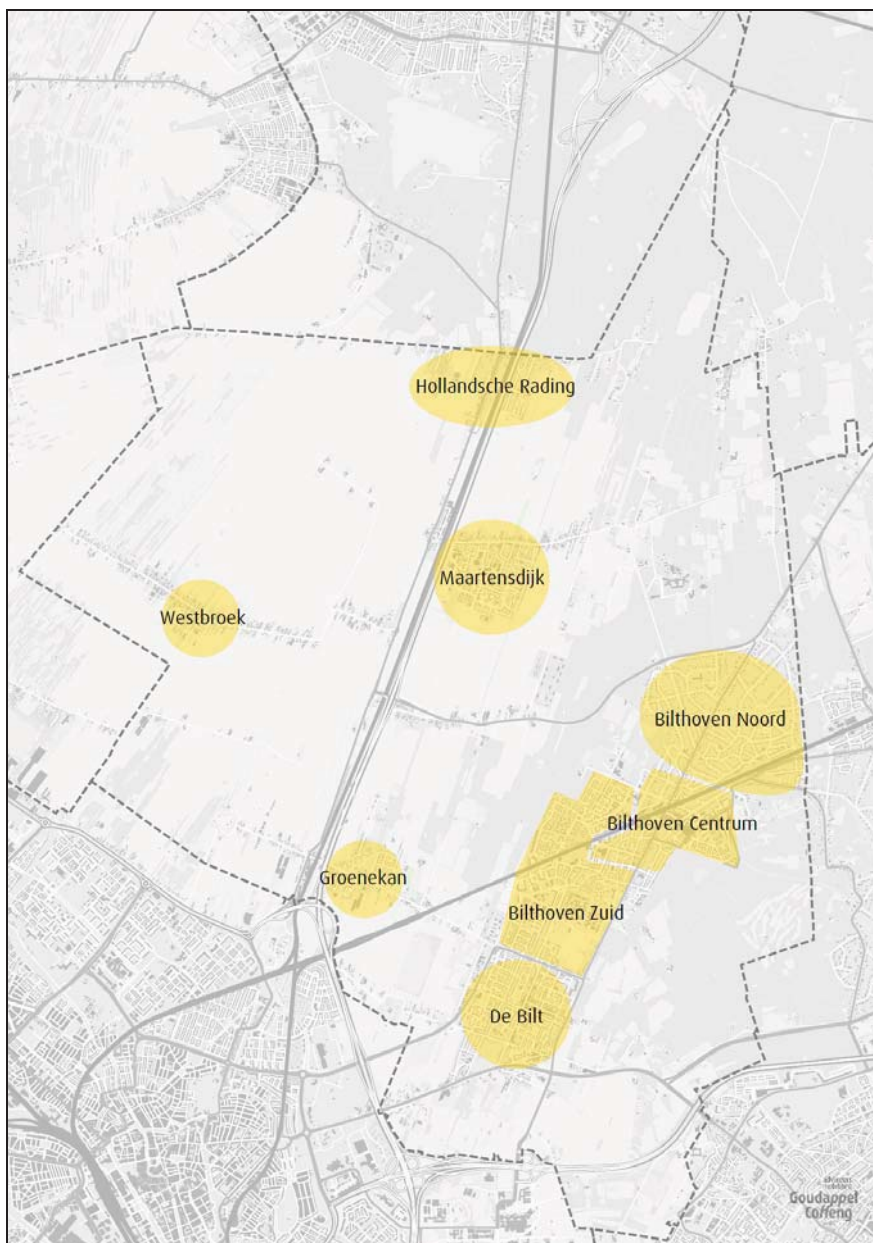 Hollandsche Rading
Maartensdijk
Westbroek
Bilthoven Noord
Bilthoven Centrum
Groenekan
Bilthoven Zuid
De Bilt
Goudappel
Coffeng